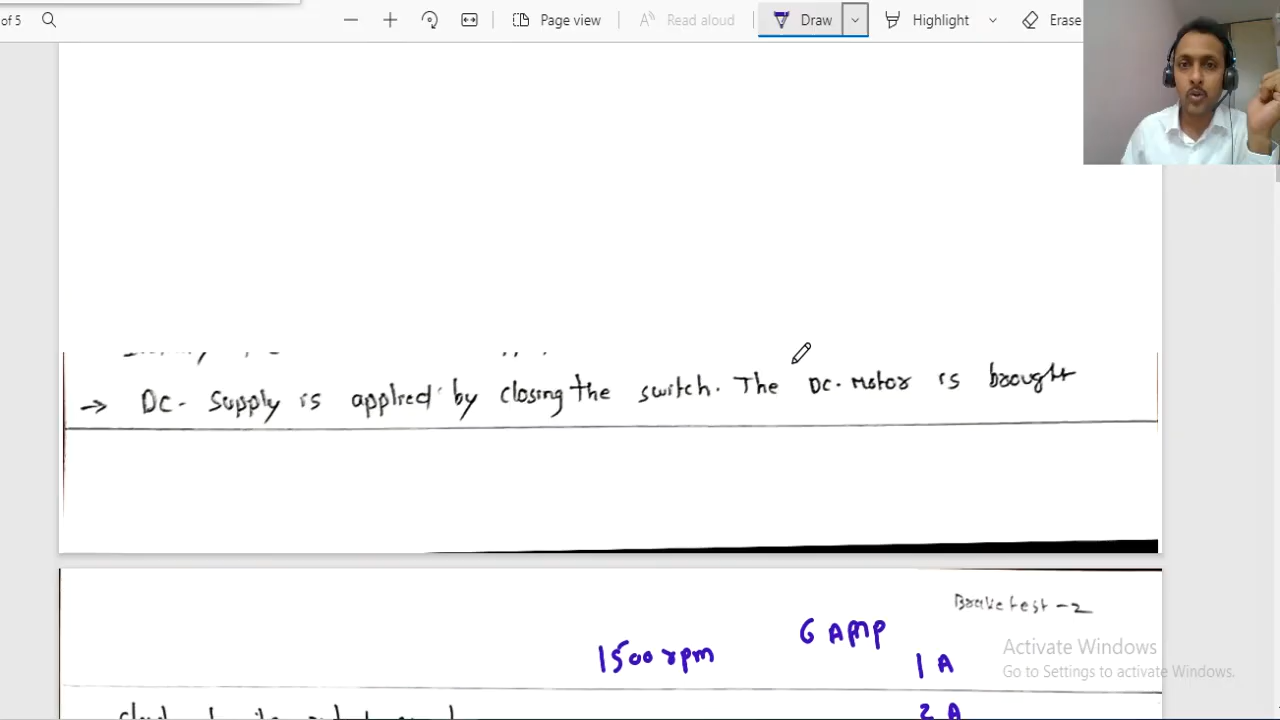 of 5 Page view Read aloud Draw Highlight Erase
→ DC. Supply is applied by closing the switch. The DC. Motor is brought
Brake test - 2
6 AMP
1500 rpm
1 A
Activate Windows
Go to Settings to activate Windows.
2 A